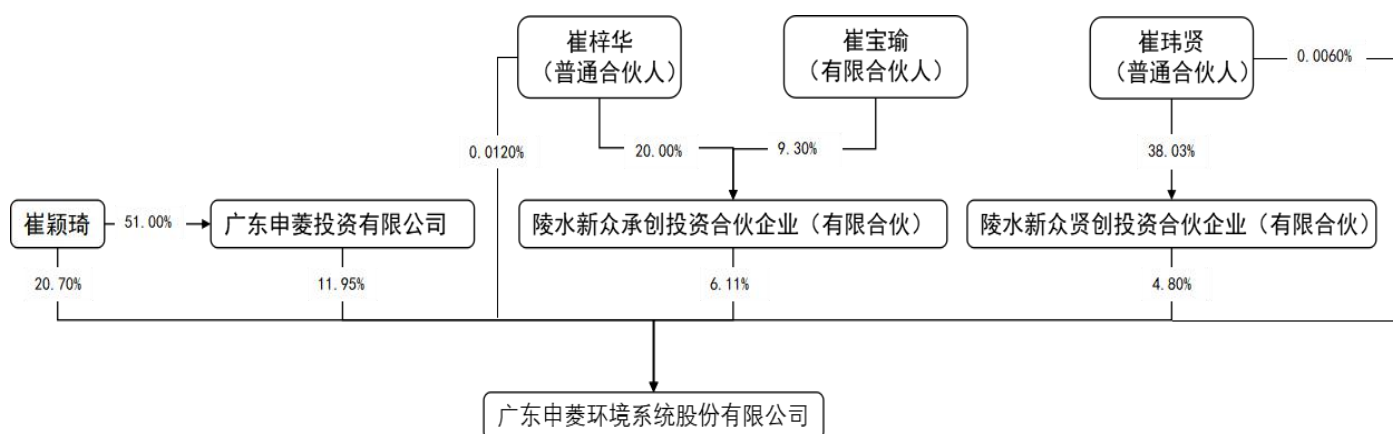 崔梓华
（普通合伙人）
崔宝瑜
（有限合伙人）
崔玮贤
（普通合伙人）
0.0060%
0.0120%
20.00%
9.30%
38.03%
崔颖琦
51.00%
广东申菱投资有限公司
陵水新众承创投资合伙企业（有限合伙）
陵水新众贤创投资合伙企业（有限合伙）
20.70%
11.95%
6.11%
4.80%
广东申菱环境系统股份有限公司